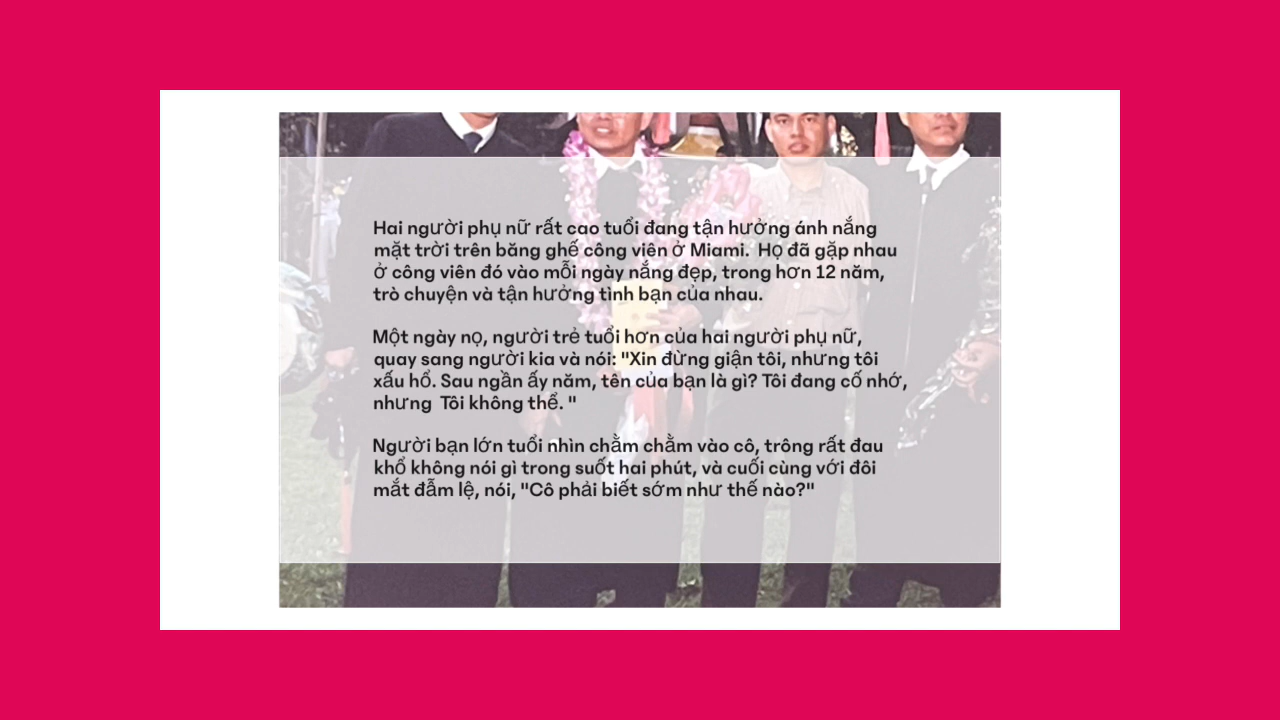 Hai người phụ nữ rất cao tuổi đang tận hưởng ánh nắng
mặt trời trên băng ghế công viên ở Miami.  Họ đã gặp nhau
ở công viên đó vào mỗi ngày nắng đẹp, trong hơn 12 năm,
trò chuyện và tận hưởng tình bạn của nhau.
Một ngày nọ, người trẻ tuổi hơn của hai người phụ nữ,
quay sang người kia và nói: "Xin đừng giận tôi, nhưng tôi
xấu hổ. Sau ngần ấy năm, tên của bạn là gì? Tôi đang cố nhớ,
nhưng  Tôi không thể. "
Người bạn lớn tuổi nhìn chằm chằm vào cô, trông rất đau
khổ không nói gì trong suốt hai phút, và cuối cùng với đôi
mắt đẫm lệ, nói, "Cô phải biết sớm như thế nào?"